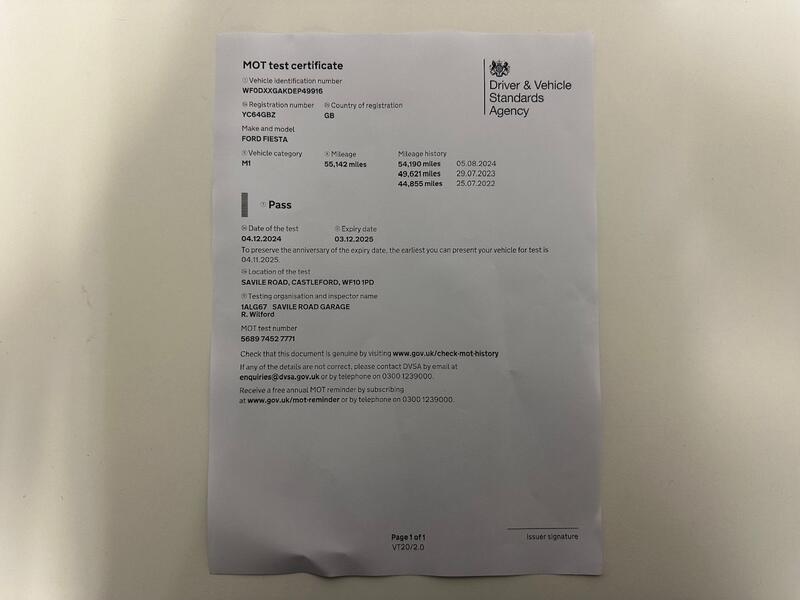 MOT test certificate
Driver & Vehicle
Standards
Agency
Vehicle identification number
WF0DXXGAKDEP49916
Registration number Country of registration
YC64GBZ GB
Make and model
FORD FIESTA
Vehicle category Mileage Mileage history
M1 55,142 miles 54,190 miles 05.08.2024
49,621 miles 29.07.2023
44,855 miles 25.07.2022
Pass
Date of the test Expiry date
04.12.2024 03.12.2025
To preserve the anniversary of the expiry date, the earliest you can present your vehicle for test is
04.11.2025.
Location of the test
SAVILE ROAD, CASTLEFORD, WF10 1PD
Testing organisation and inspector name
1ALG67 SAVILE ROAD GARAGE
R. Wilford
MOT test number
5689 7452 7771
Check that this document is genuine by visiting www.gov.uk/check-mot-history
If any of the details are not correct, please contact DVSA by email at
enquiries@dvsa.gov.uk or by telephone on 0300 1239000.
Receive a free annual MOT reminder by subscribing
at www.gov.uk/mot-reminder or by telephone on 0300 1239000.
Page 1 of 1
VT20/2.0
Issuer signature